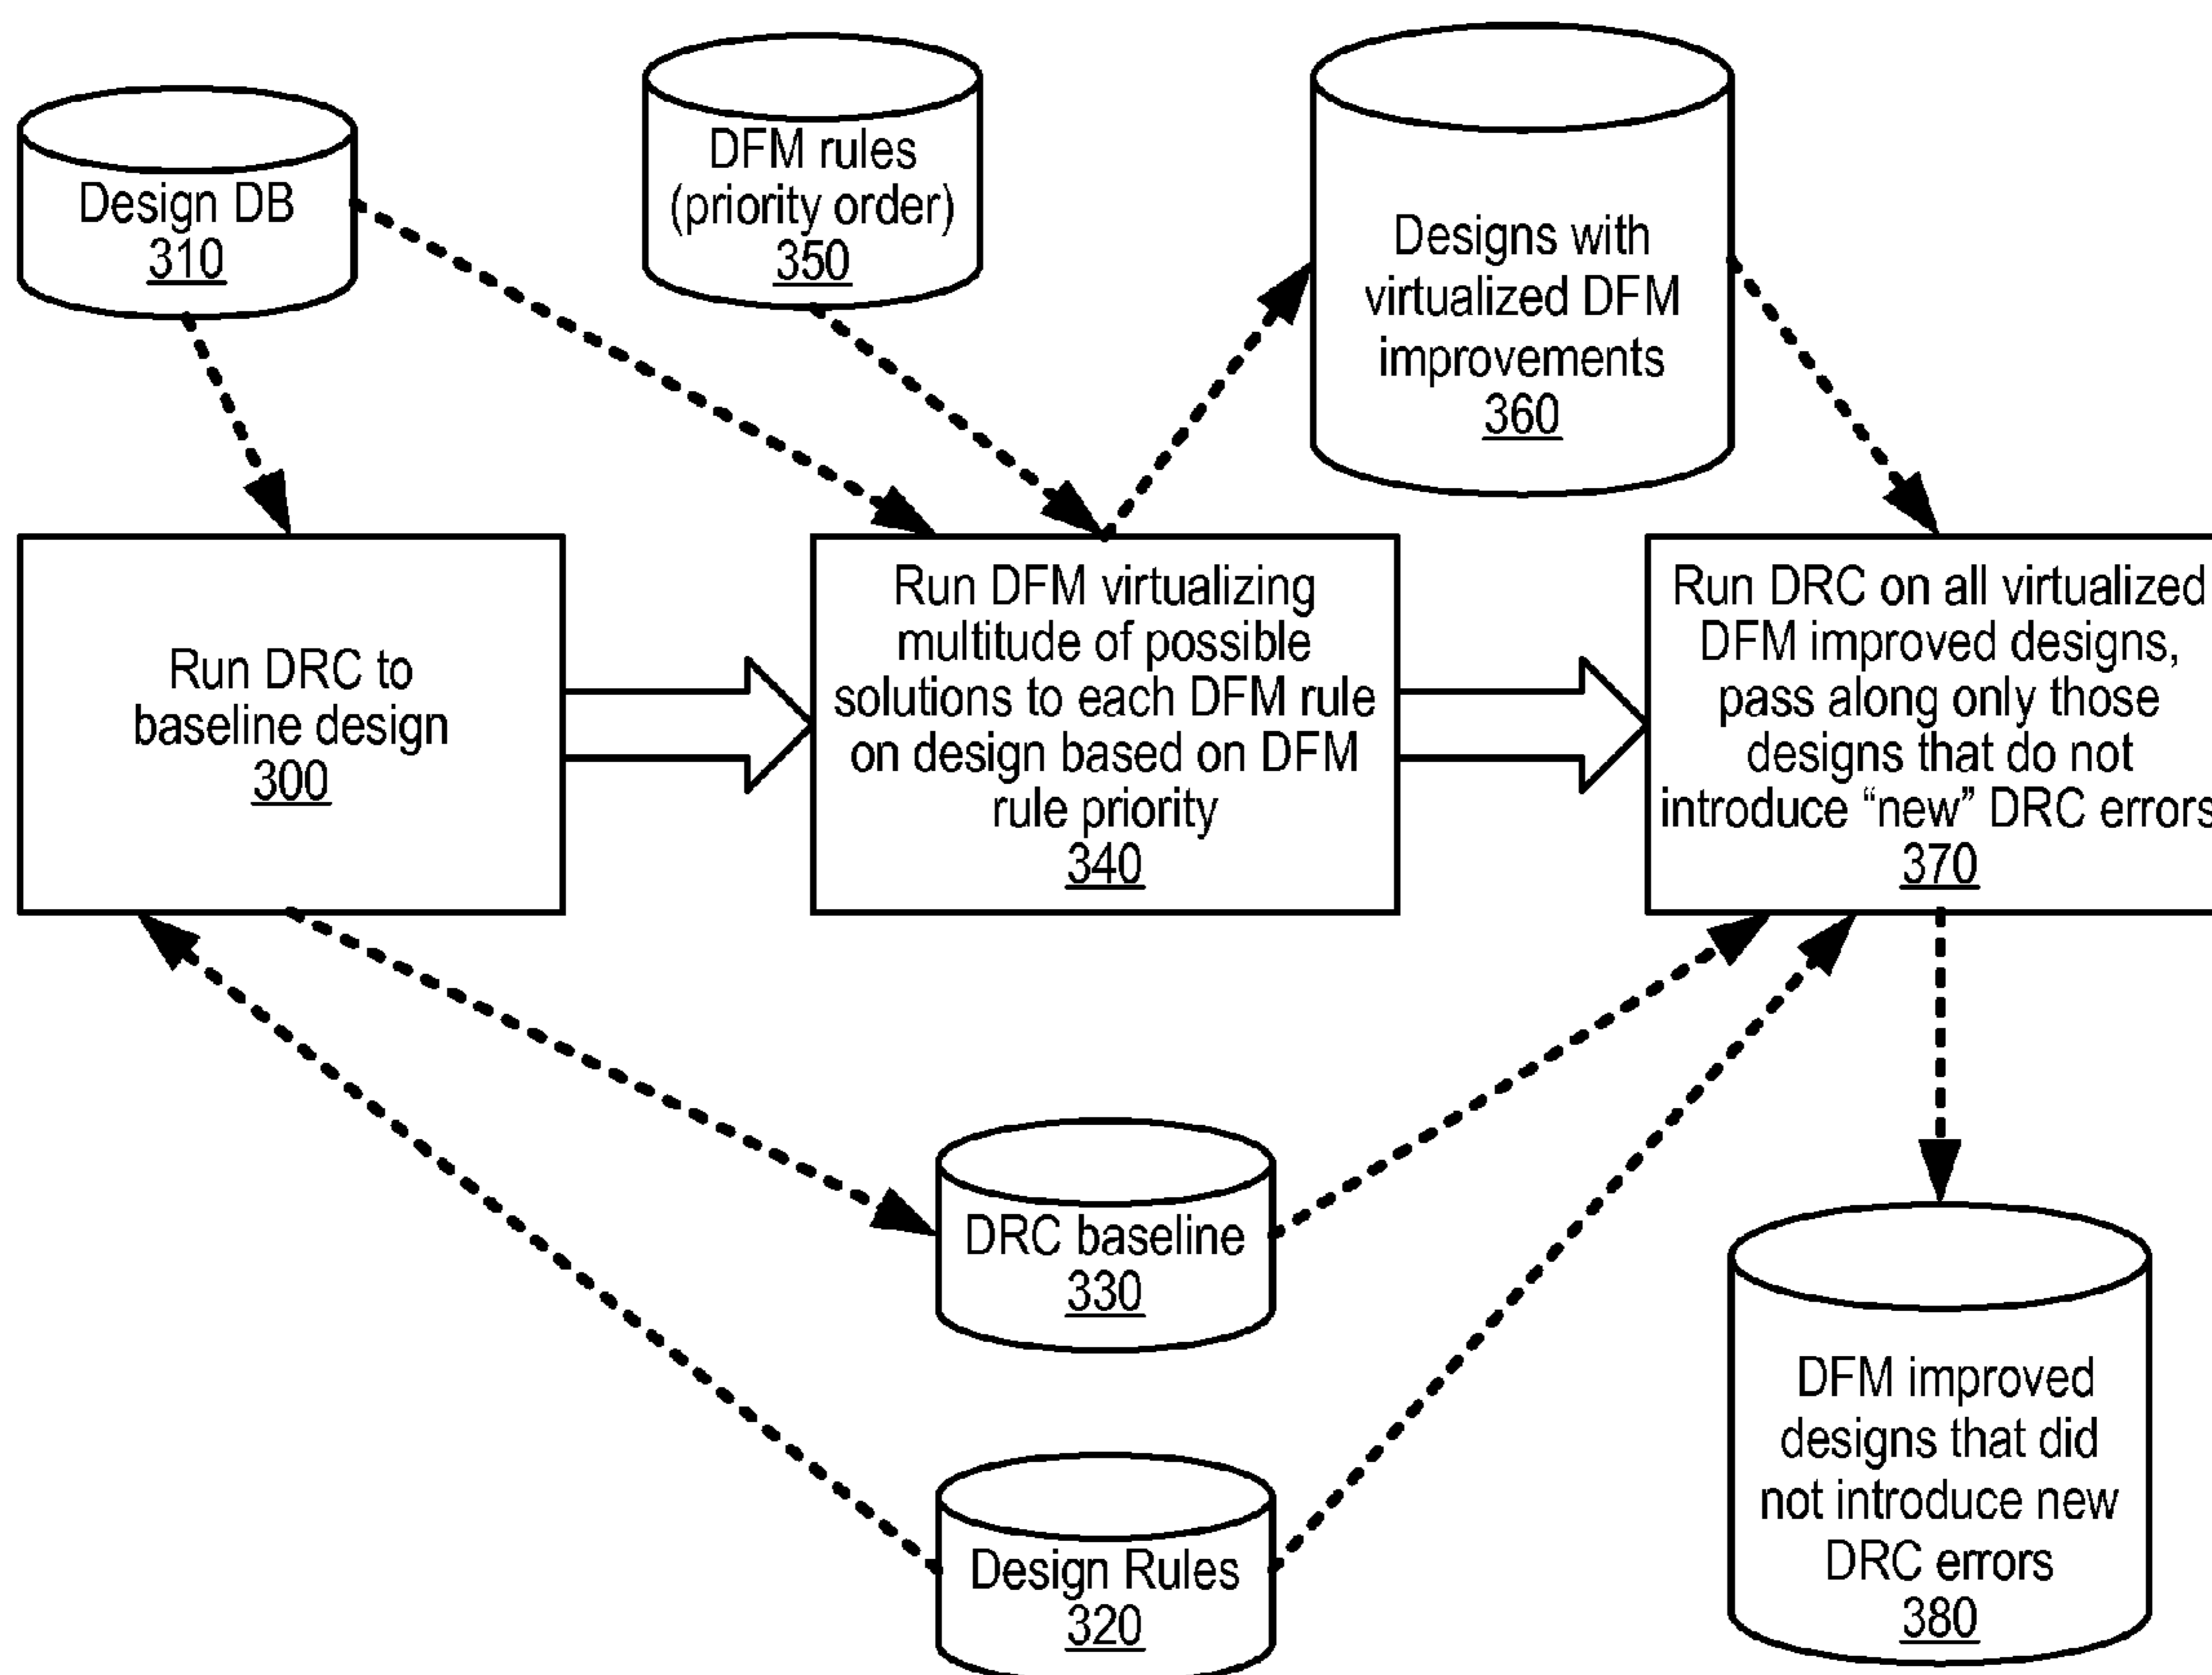 Design DB
310
DFM rules
(priority order)
350
Designs with
virtualized DFM
improvements
360
Run DRC to
baseline design
300
Run DFM virtualizing
multitude of possible
solutions to each DFM rule
on design based on DFM
rule priority
340
Run DRC on all virtualized
DFM improved designs,
pass along only those
designs that do not
introduce “new” DRC errors
370
DRC baseline
330
Design Rules
320
DFM improved
designs that did
not introduce new
DRC errors
380